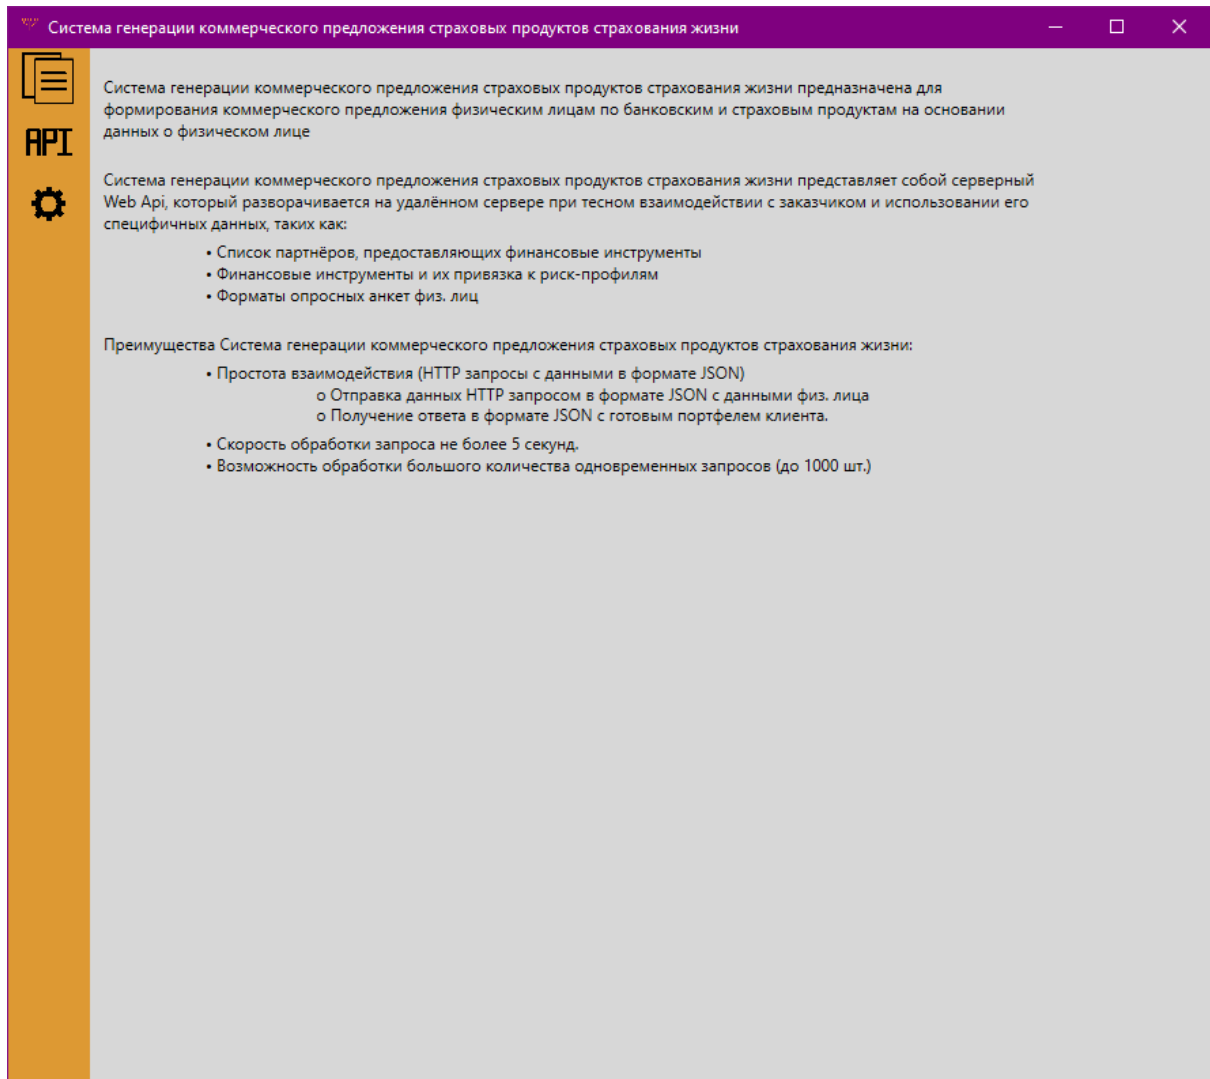 Система генерации коммерческого предложения страховых продуктов страхования жизни
API
Система генерации коммерческого предложения страховых продуктов страхования жизни предназначена для
формирования коммерческого предложения физическим лицам по банковским и страховым продуктам на основании
данных о физическом лице
Система генерации коммерческого предложения страховых продуктов страхования жизни представляет собой серверный
Web Api, который разворачивается на удалённом сервере при тесном взаимодействии с заказчиком и использовании его
специфичных данных, таких как:
• Список партнёров, предоставляющих финансовые инструменты
• Финансовые инструменты и их привязка к риск-профилям
• Форматы опросных анкет физ. лиц
Преимущества Система генерации коммерческого предложения страховых продуктов страхования жизни:
• Простота взаимодействия (HTTP запросы с данными в формате JSON)
o Отправка данных HTTP запросом в формате JSON с данными физ. лица
o Получение ответа в формате JSON с готовым портфелем клиента.
• Скорость обработки запроса не более 5 секунд.
• Возможность обработки большого количества одновременных запросов (до 1000 шт.)